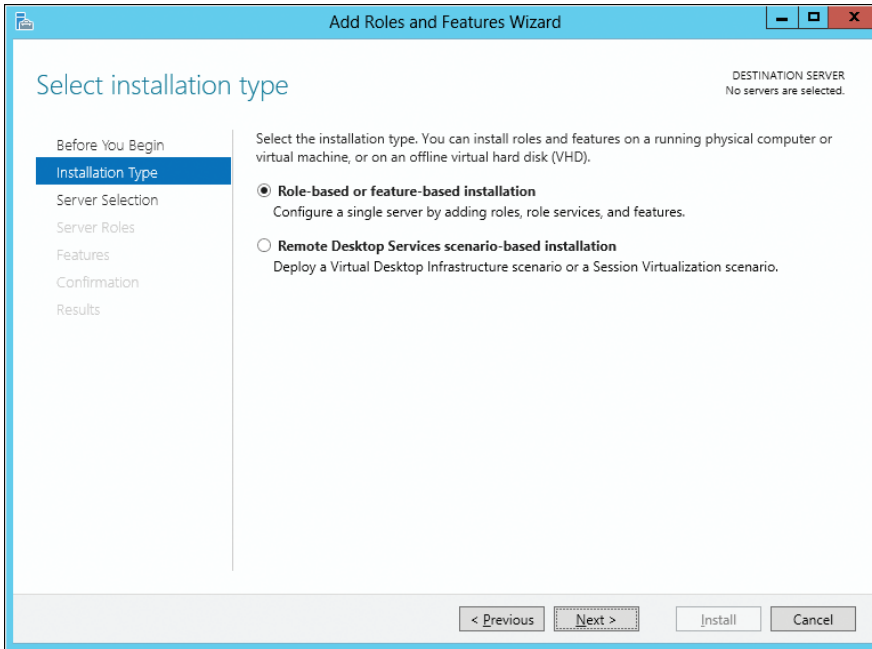 Add Roles and Features Wizard
Select installation type
DESTINATION SERVER
No servers are selected.
Before You Begin
Installation Type
Server Selection
Server Roles
Features
Confirmation
Results
Select the installation type. You can install roles and features on a running physical computer or
virtual machine, or on an offline virtual hard disk (VHD).
Role-based or feature-based installation
Configure a single server by adding roles, role services, and features.
Remote Desktop Services scenario-based installation
Deploy a Virtual Desktop Infrastructure scenario or a Session Virtualization scenario.
< Previous
Next >
Install
Cancel